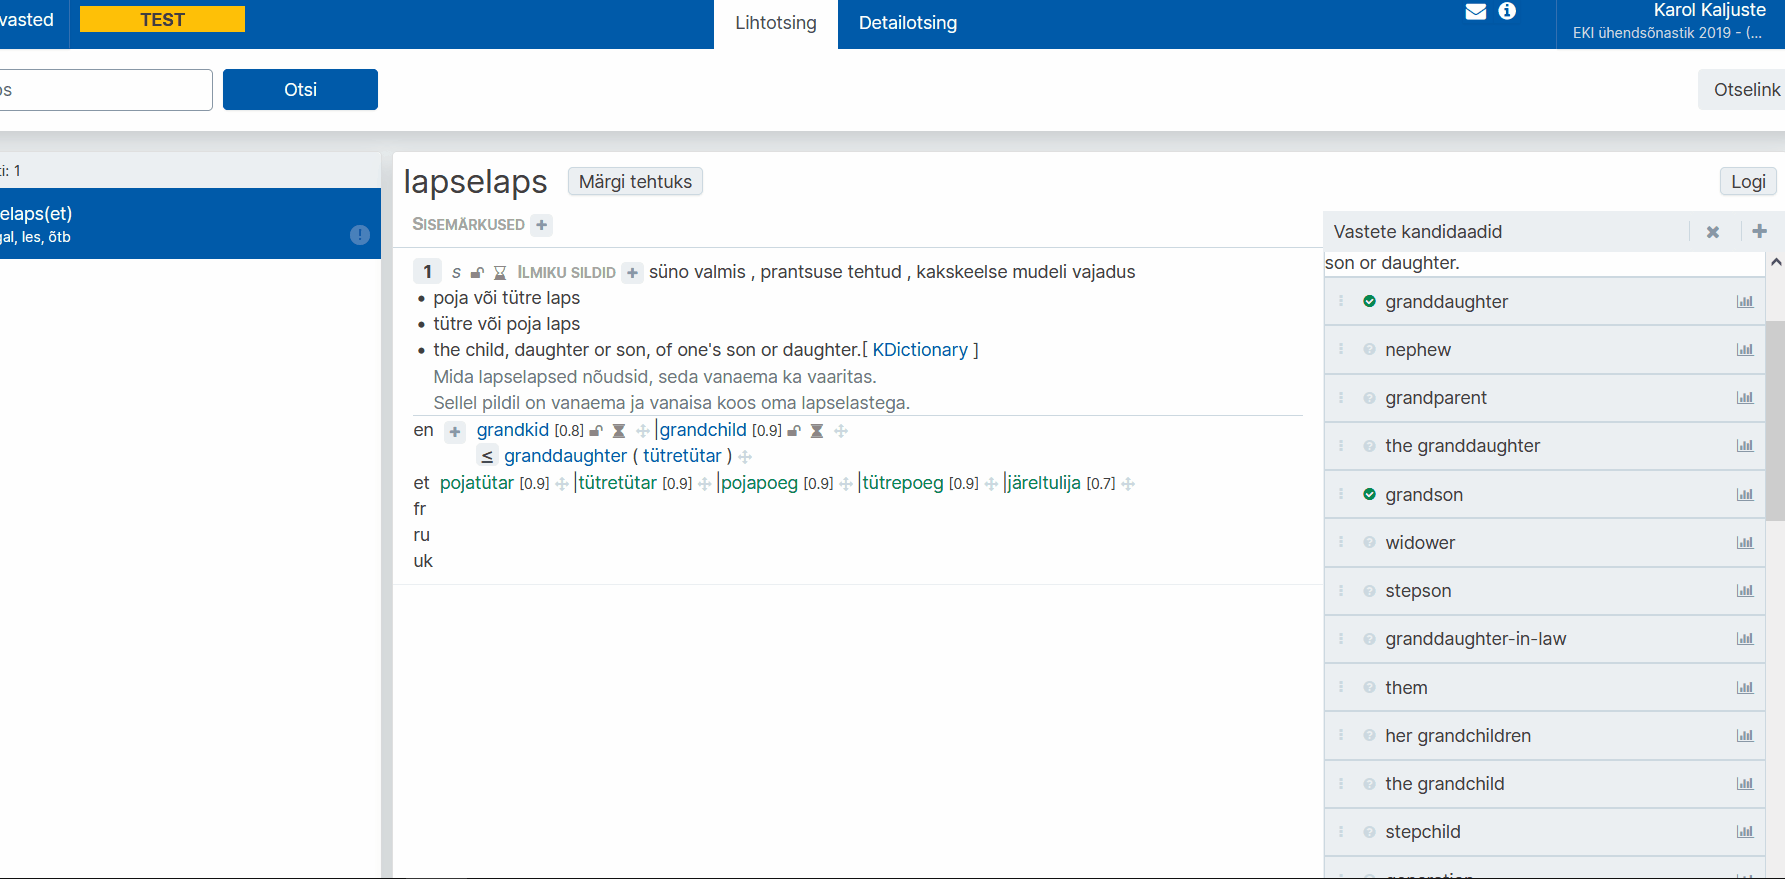 vasted
TEST
Lihtotsing
Detailotsing
Karol Kaljuste
EKI ühendsõnastik 2019 - (...
os
Otsi
Otselink
ti: 1
elaps(et)
gal, les, õtb
lapselaps
Märgi tehtuks
Logi
SISEMÄRKUSED +
Vastete kandidaadid
1 s ILMIKU SILDID + süno valmis , prantsuse tehtud , kakskeelse mudeli vajadus
• poja või tütre laps
• tütre või poja laps
• the child, daughter or son, of one's son or daughter.[ KDictionary ]
Mida lapselapsed nõudsid, seda vanaema ka vaaritas.
Sellel pildil on vanaema ja vanaisa koos oma lapselastega.
en + grandkid [0.8] |grandchild [0.9]
≤ granddaughter ( tütretütar )
et pojatütar [0.9] |tütretütar [0.9] |pojapoeg [0.9] |tütrepoeg [0.9] |järeltulija [0.7]
fr
ru
uk
son or daughter.
granddaughter
nephew
grandparent
the granddaughter
grandson
widower
stepson
granddaughter-in-law
them
her grandchildren
the grandchild
stepchild